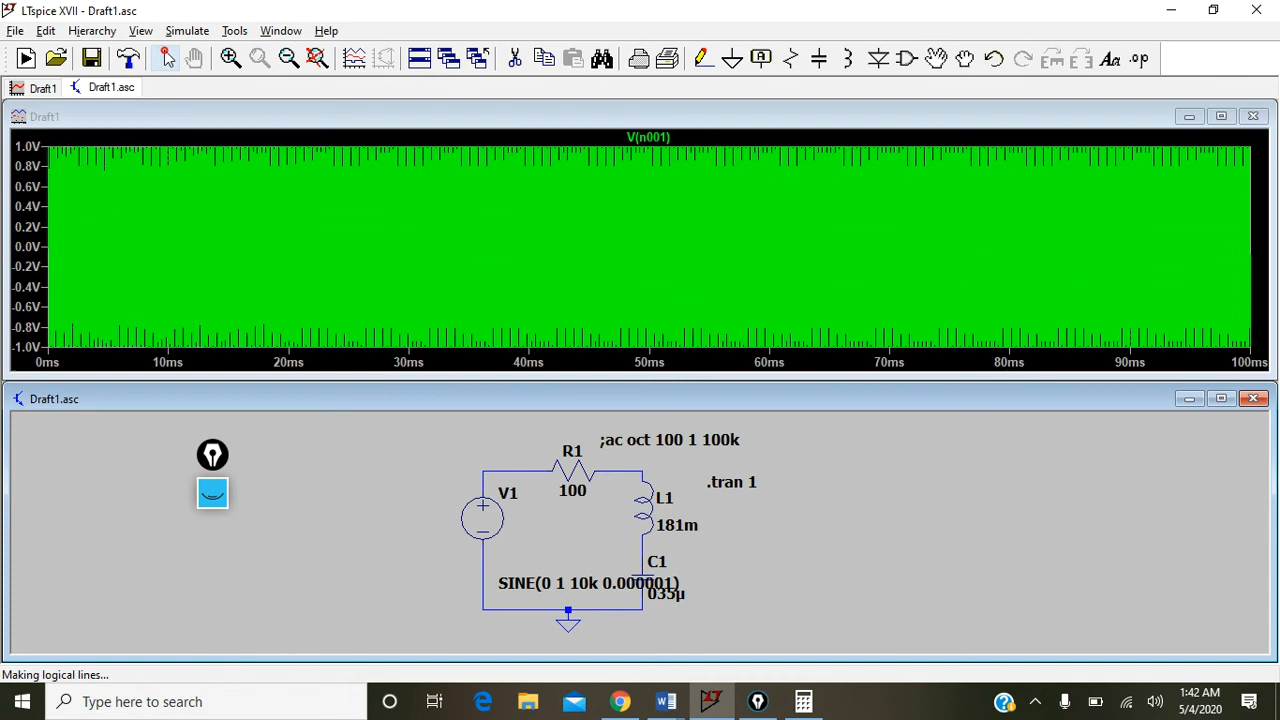 LTspice XVII - Draft1.asc
File Edit Hierarchy View Simulate Tools Window Help
Aa .op
Draft1 Draft1.asc
Draft1
V(n001)
1.0V
0.8V
0.6V
0.4V
0.2V
0.0V
-0.2V
-0.4V
-0.6V
-0.8V
-1.0V
0ms 10ms 20ms 30ms 40ms 50ms 60ms 70ms 80ms 90ms 100ms
Draft1.asc
;ac oct 100 1 100k
R1
.tran 1
100
V1
L1
181m
C1
SINE(0 1 10k 0.000001)
035µ
Making logical lines...
Type here to search
1:42 AM
5/4/2020